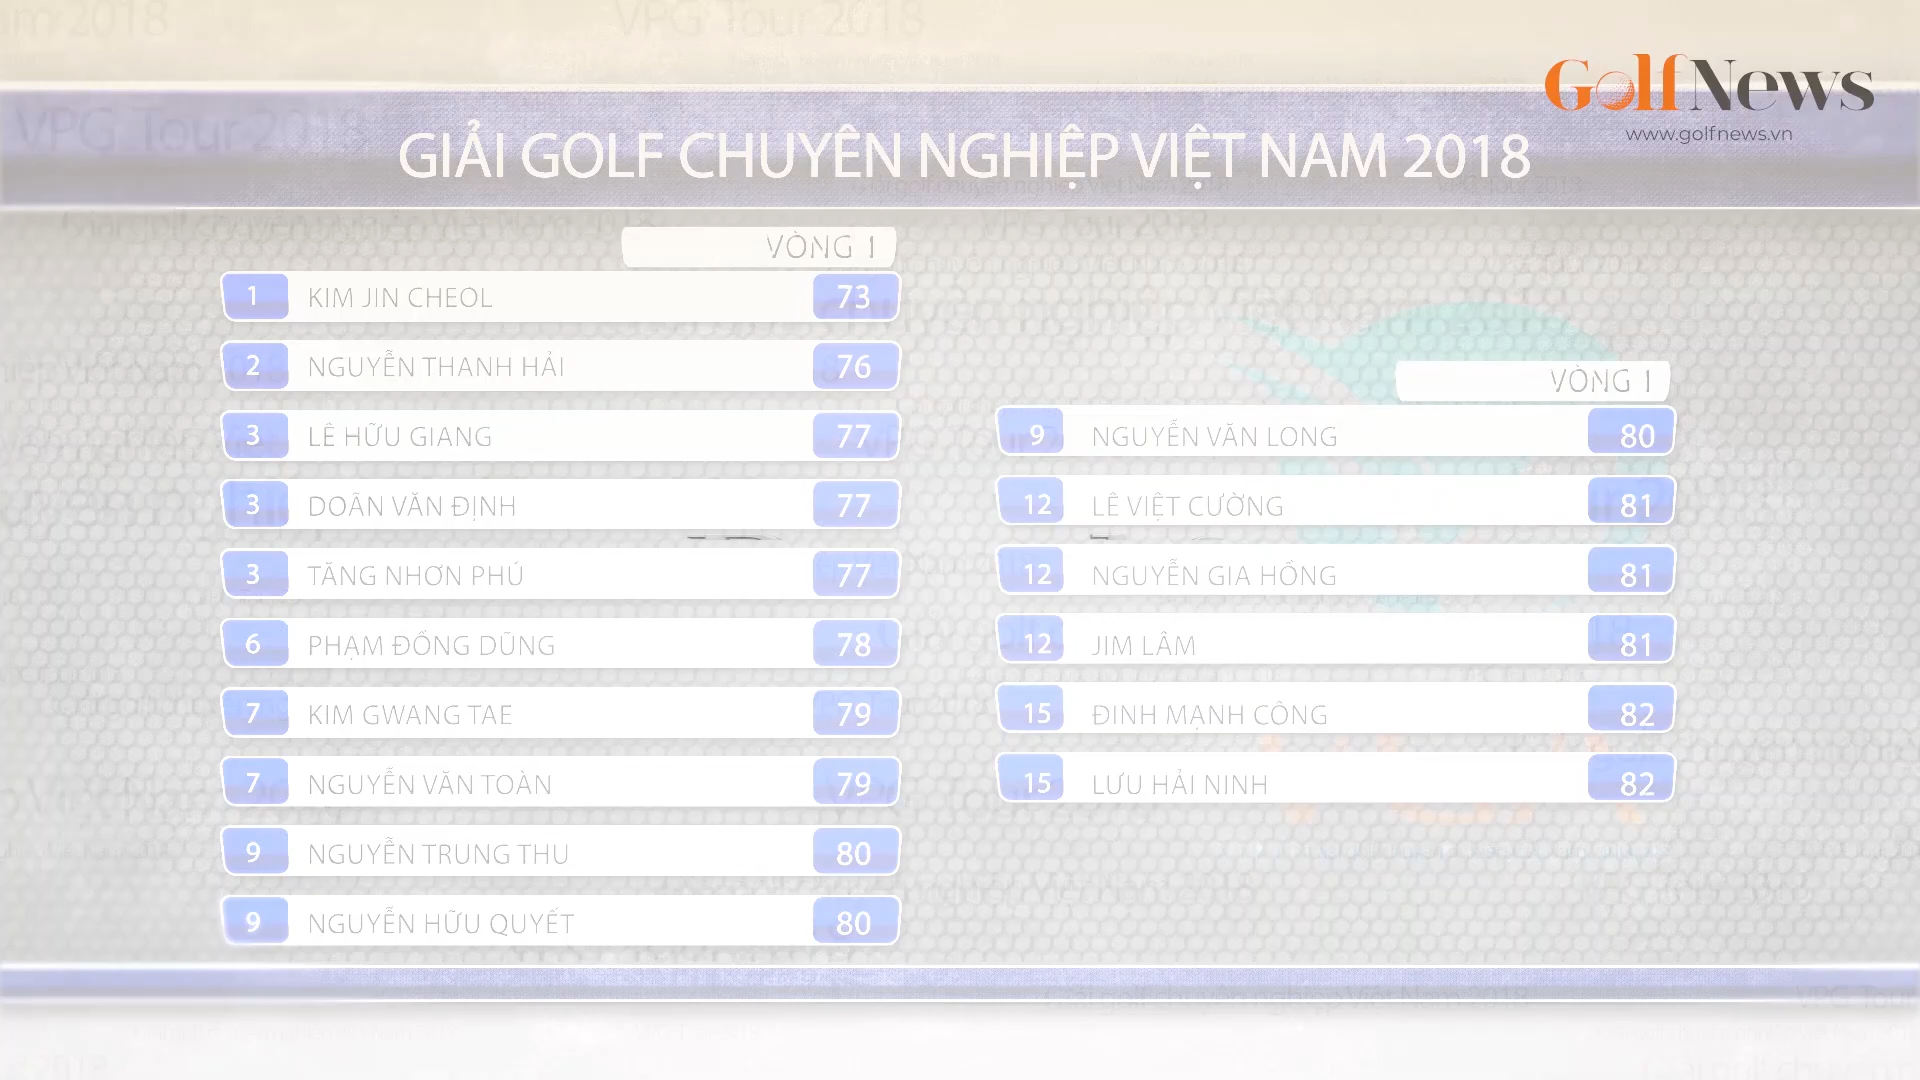 GolfNews
www.golfnews.vn
VPG Tour 2018
GIẢI GOLF CHUYÊN NGHIỆP VIỆT NAM 2018
VÒNG 1
1 KIM JIN CHEOL 73
2 NGUYỄN THANH HẢI 76
3 LÊ HỮU GIANG 77
3 DOÃN VĂN ĐỊNH 77
3 TĂNG NHƠN PHÚ 77
6 PHẠM ĐỒNG DŨNG 78
7 KIM GWANG TAE 79
7 NGUYỄN VĂN TOÀN 79
9 NGUYỄN TRUNG THU 80
9 NGUYỄN HỮU QUYẾT 80
VÒNG 1
9 NGUYỄN VĂN LONG 80
12 LÊ VIỆT CƯỜNG 81
12 NGUYỄN GIA HỒNG 81
12 JIM LÂM 81
15 ĐINH MẠNH CÔNG 82
15 LƯU HẢI NINH 82